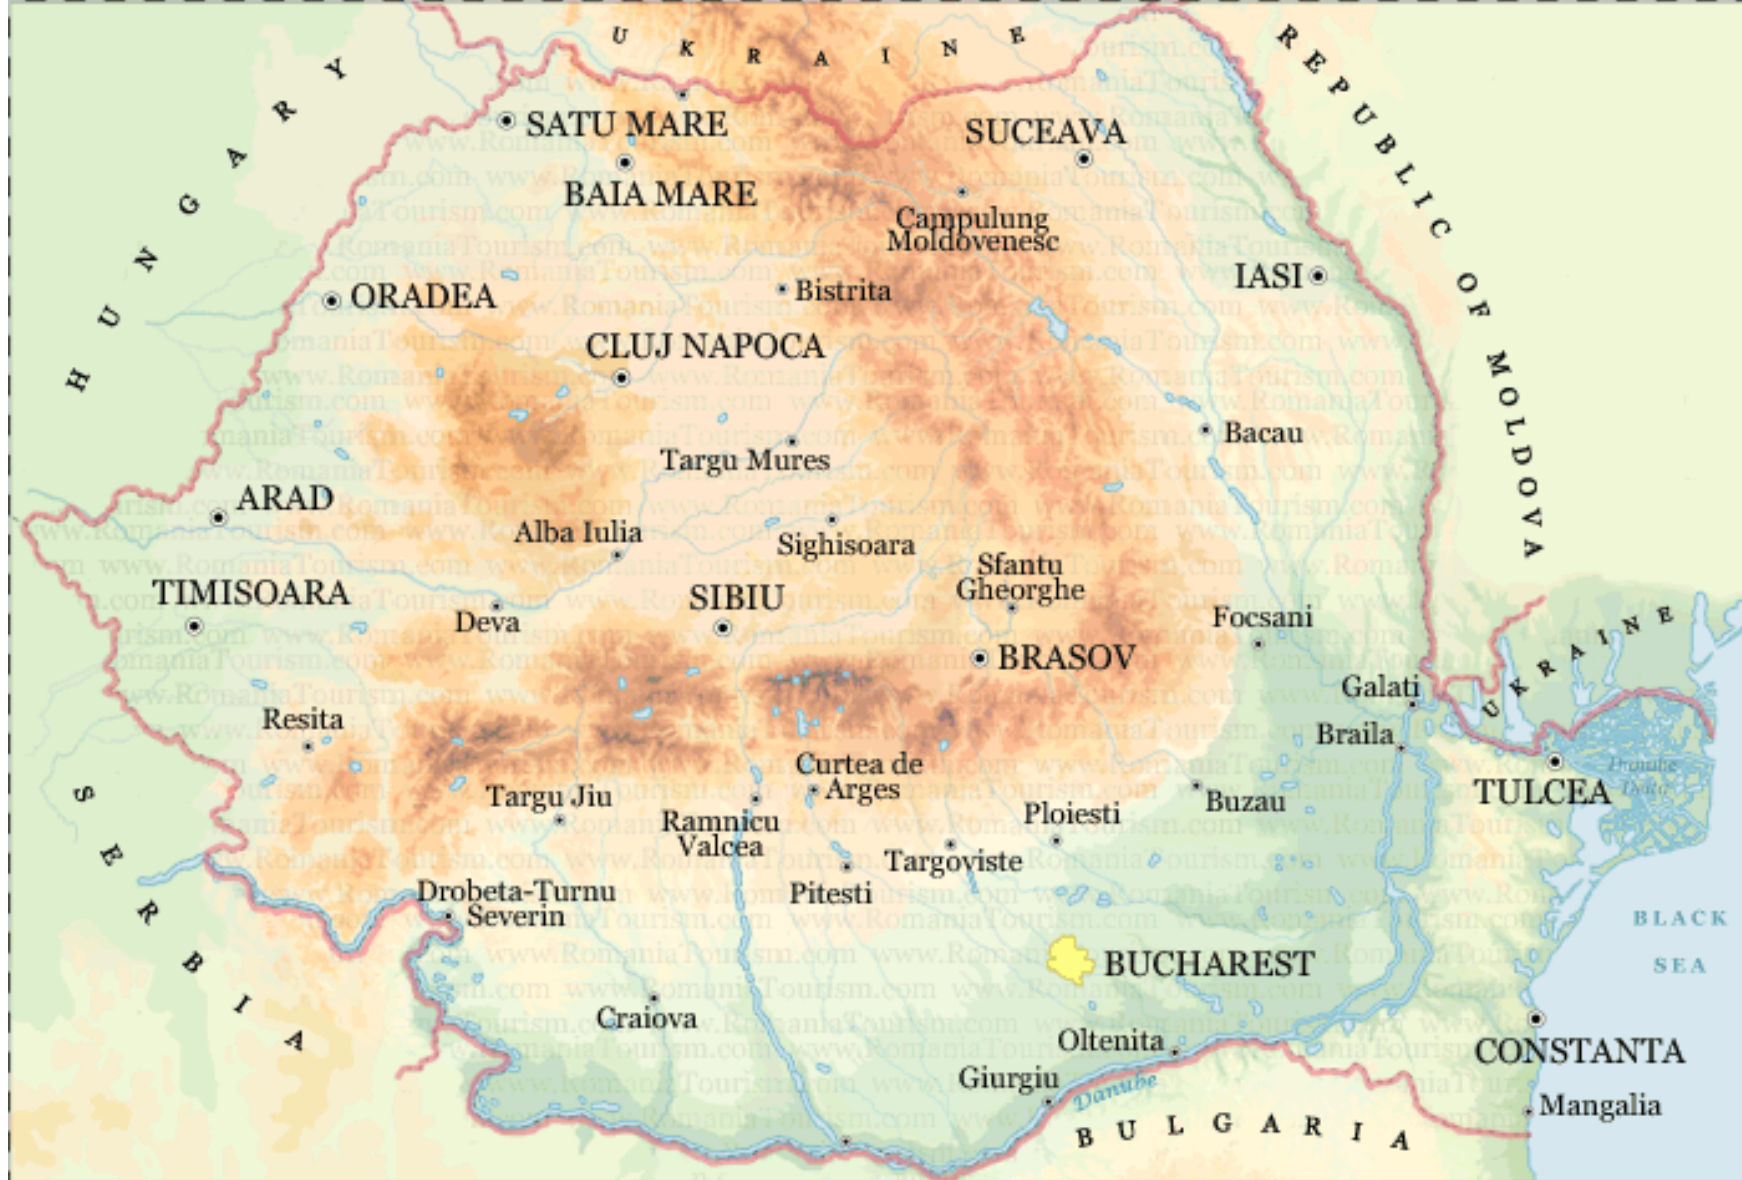 UKRAINE
REPUBLIC OF MOLDOVA
HUNGARY
SATU MARE
SUCEAVA
BAIA MARE
Campulung
Moldovenesc
IASI
Bistrita
ORADEA
CLUJ NAPOCA
Bacau
Targu Mures
ARAD
Alba Iulia
Sighisoara
Sfantu
Gheorghe
TIMISOARA
SIBIU
Deva
Focsani
UKRAINE
BRASOV
Galati
Resita
Braila
Curtea de
Arges
Danube
Delta
TULCEA
Targu Jiu
Buzau
Ramnicu
Valcea
Ploiesti
Targoviste
Pitesti
SERBIA
Drobeta-Turnu
Severin
BLACK
SEA
BUCHAREST
Craiova
Oltenita
CONSTANTA
Giurgiu
Danube
Mangalia
BULGARIA
www.RomaniaTourism.com